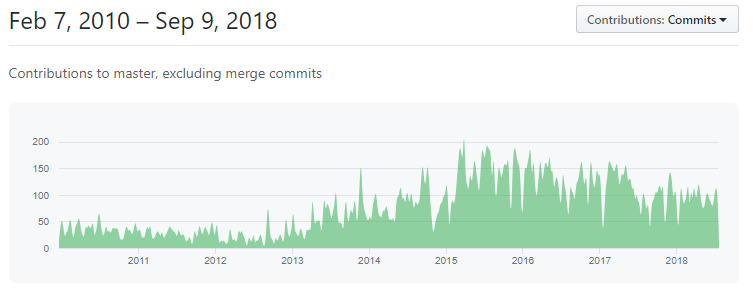 Feb 7, 2010 – Sep 9, 2018
Contributions: Commits
Contributions to master, excluding merge commits
200
150
100
50
0
2011 2012 2013 2014 2015 2016 2017 2018